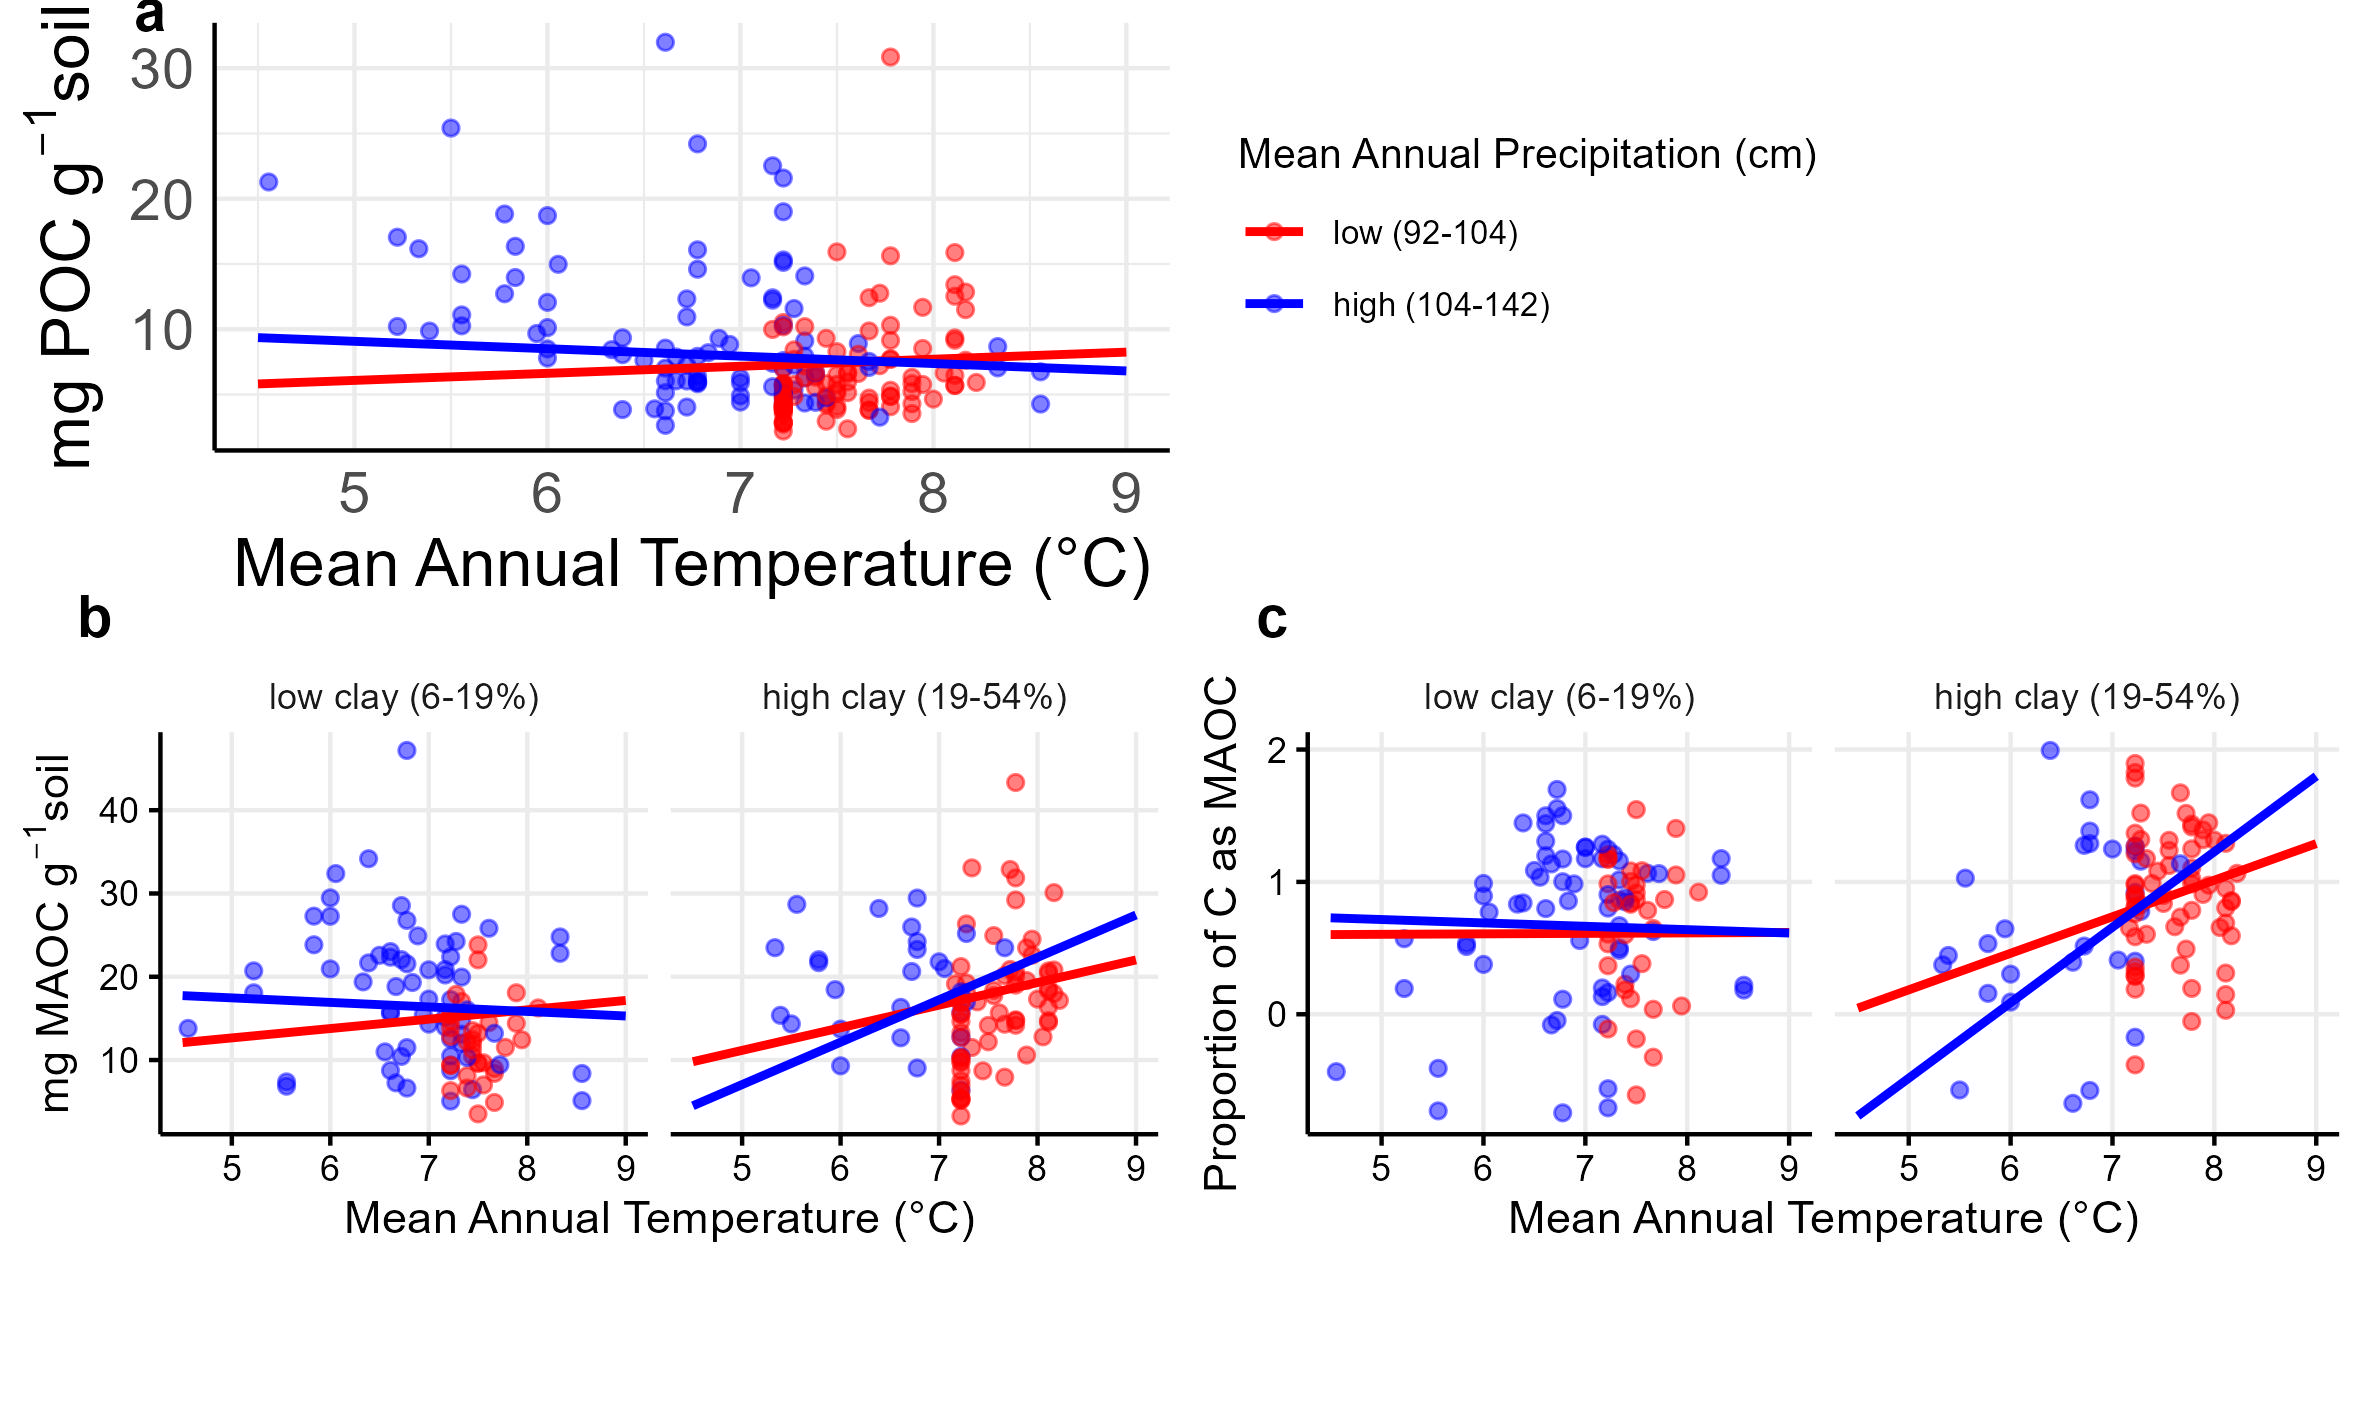 a
mg POC g⁻¹ soil
30
20
10
5 6 7 8 9
Mean Annual Temperature (°C)
Mean Annual Precipitation (cm)
low (92-104)
high (104-142)
b
low clay (6-19%) high clay (19-54%)
mg MAOC g⁻¹ soil
40
30
20
10
5 6 7 8 9 5 6 7 8 9
Mean Annual Temperature (°C)
c
low clay (6-19%) high clay (19-54%)
Proportion of C as MAOC
2
1
0
5 6 7 8 9 5 6 7 8 9
Mean Annual Temperature (°C)